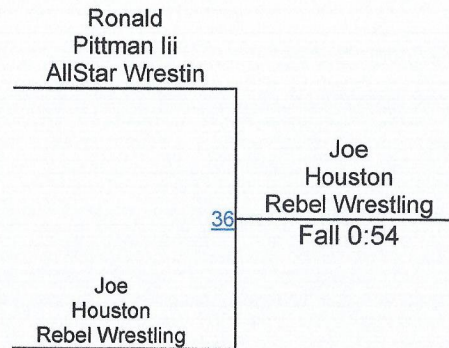 Ronald
Pittman Iii
AllStar Wrestin
Joe
Houston
Rebel Wrestling
36
Fall 0:54
Joe
Houston
Rebel Wrestling